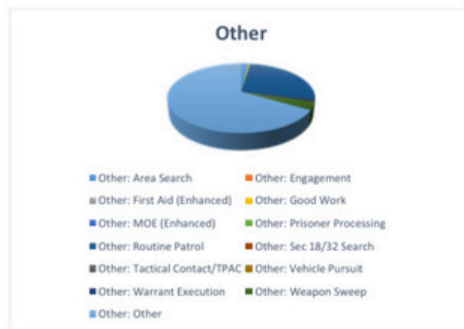 Other
Other: Area Search Other: Engagement
Other: First Aid (Enhanced) Other: Good Work
Other: MOE (Enhanced) Other: Prisoner Processing
Other: Routine Patrol Other: Sec 18/32 Search
Other: Tactical Contact/TPAC Other: Vehicle Pursuit
Other: Warrant Execution Other: Weapon Sweep
Other: Other